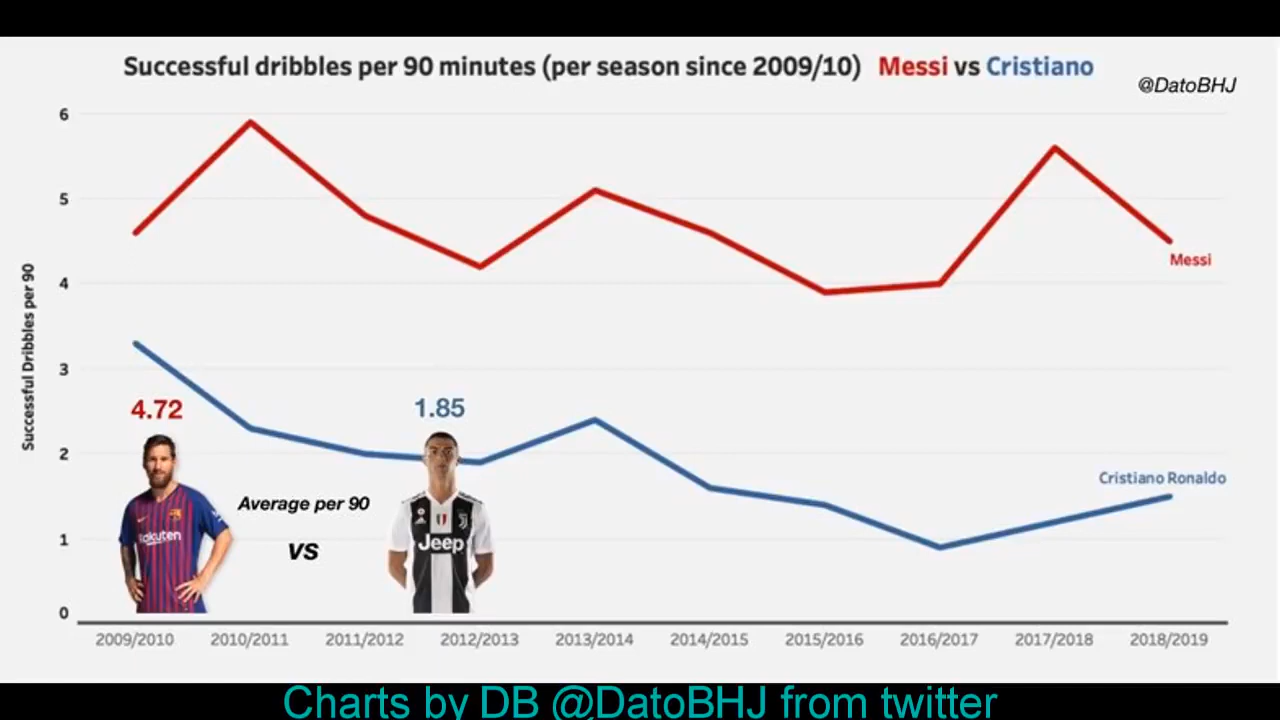 Successful dribbles per 90 minutes (per season since 2009/10) Messi vs Cristiano
@DatoBHJ
6
5
4
3
2
1
0
Successful Dribbles per 90
Messi
Cristiano Ronaldo
4.72
1.85
Average per 90
vs
Rakuten
Jeep
2009/2010 2010/2011 2011/2012 2012/2013 2013/2014 2014/2015 2015/2016 2016/2017 2017/2018 2018/2019
Charts by DB @DatoBHJ from twitter